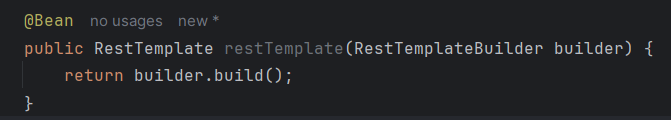 @Bean no usages new *
public RestTemplate restTemplate(RestTemplateBuilder builder) {
    return builder.build();
}